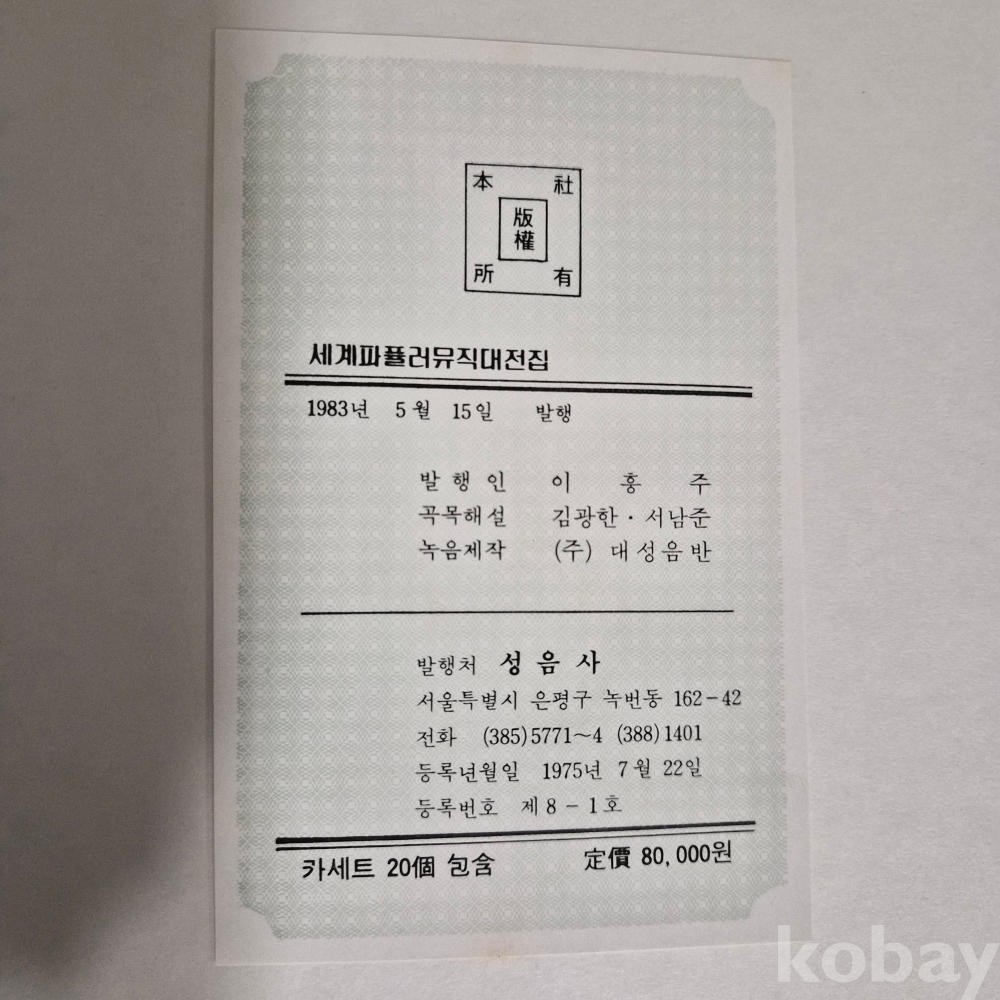 本 社
版權
所 有
세계파퓰러뮤직대전집
1983년 5월 15일 발행
발 행 인 이 홍 주
곡목해설 김광한 · 서남준
녹음제작 (주) 대성음반
발행처 성음사
서울특별시 은평구 녹번동 162-42
전화 (385)5771~4 (388)1401
등록년월일 1975년 7월 22일
등록번호 제8-1호
카세트 20個 包含 定價 80,000원
kobay